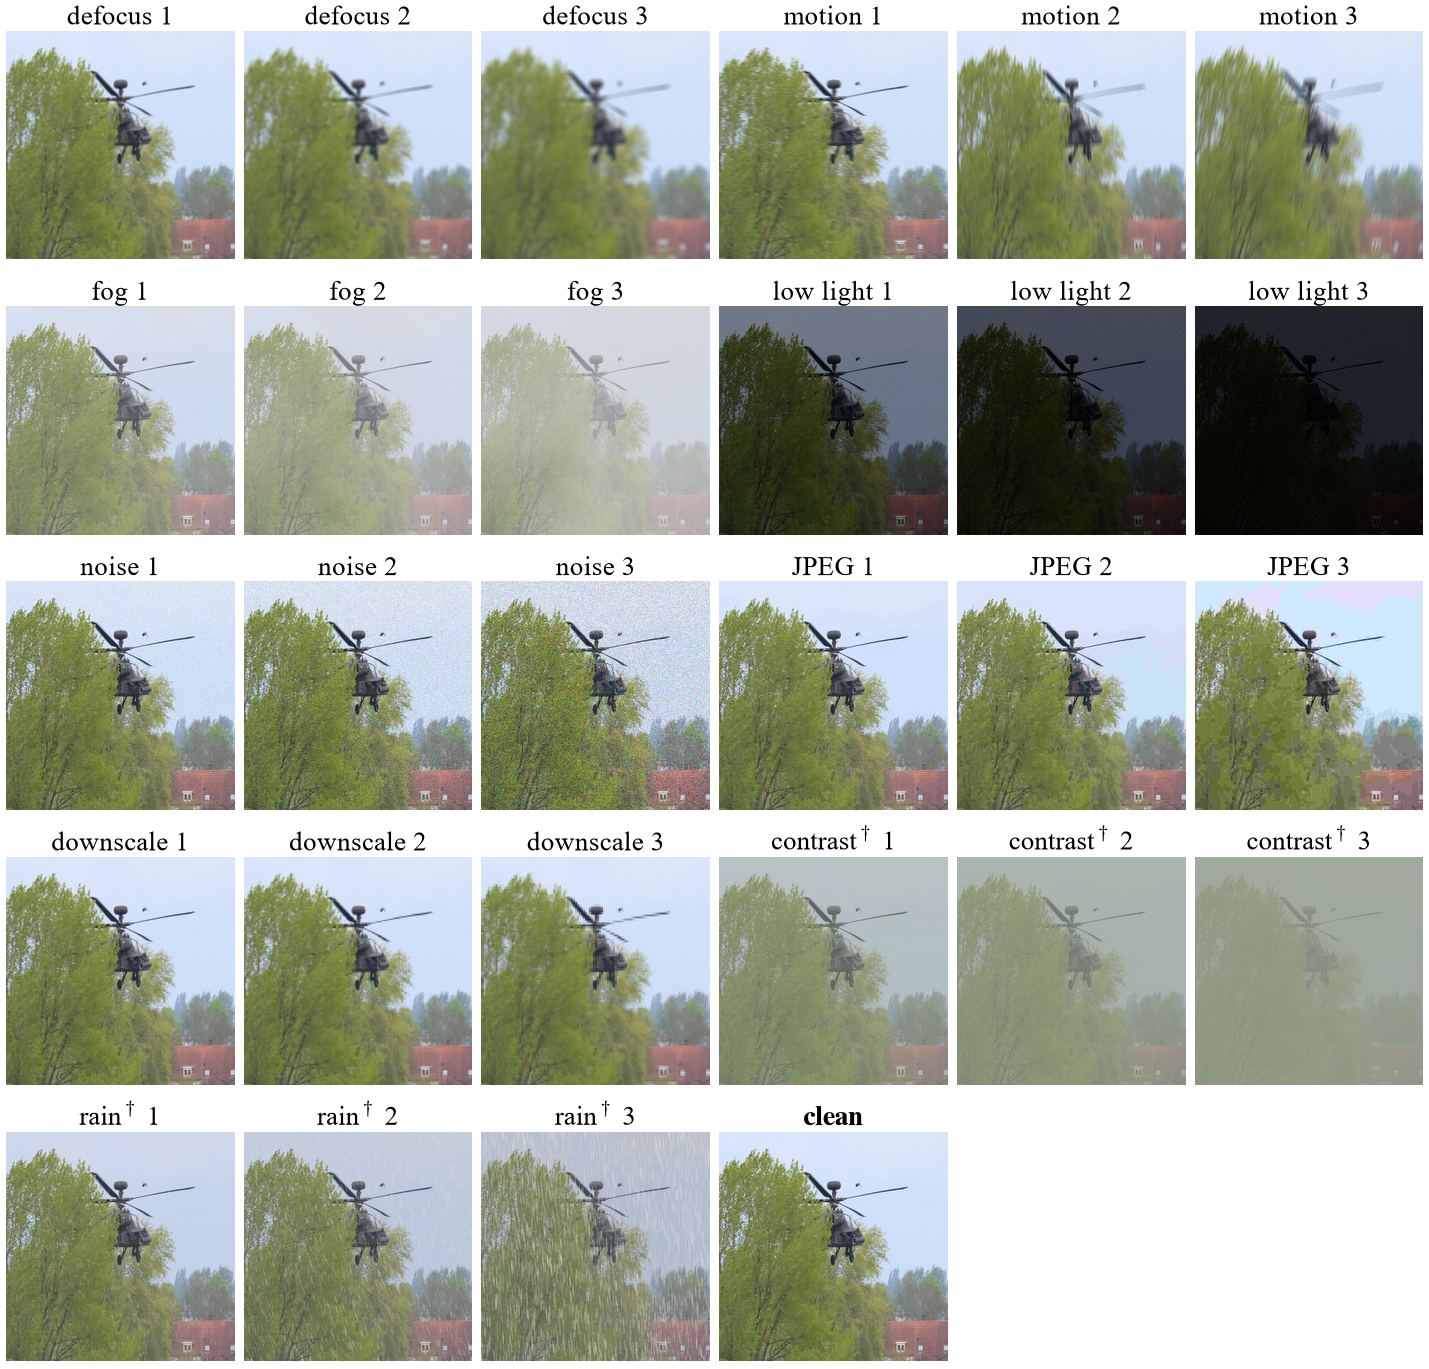 defocus 1 defocus 2 defocus 3 motion 1 motion 2 motion 3
fog 1 fog 2 fog 3 low light 1 low light 2 low light 3
noise 1 noise 2 noise 3 JPEG 1 JPEG 2 JPEG 3
downscale 1 downscale 2 downscale 3 contrast† 1 contrast† 2 contrast† 3
rain† 1 rain† 2 rain† 3 clean